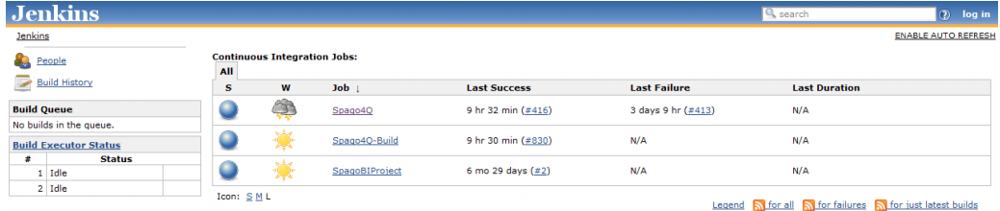 Jenkins
search
? log in
Jenkins
ENABLE AUTO REFRESH
People
Build History
Build Queue
No builds in the queue.
Build Executor Status
# Status
1 Idle
2 Idle
Continuous Integration Jobs:
All
S W Job ↓ Last Success Last Failure Last Duration
Spago4Q 9 hr 32 min (#416) 3 days 9 hr (#413) N/A
Spago4Q-Build 9 hr 30 min (#830) N/A N/A
SpagoBIProject 6 mo 29 days (#2) N/A N/A
Icon: S M L
Legend for all for failures for just latest builds